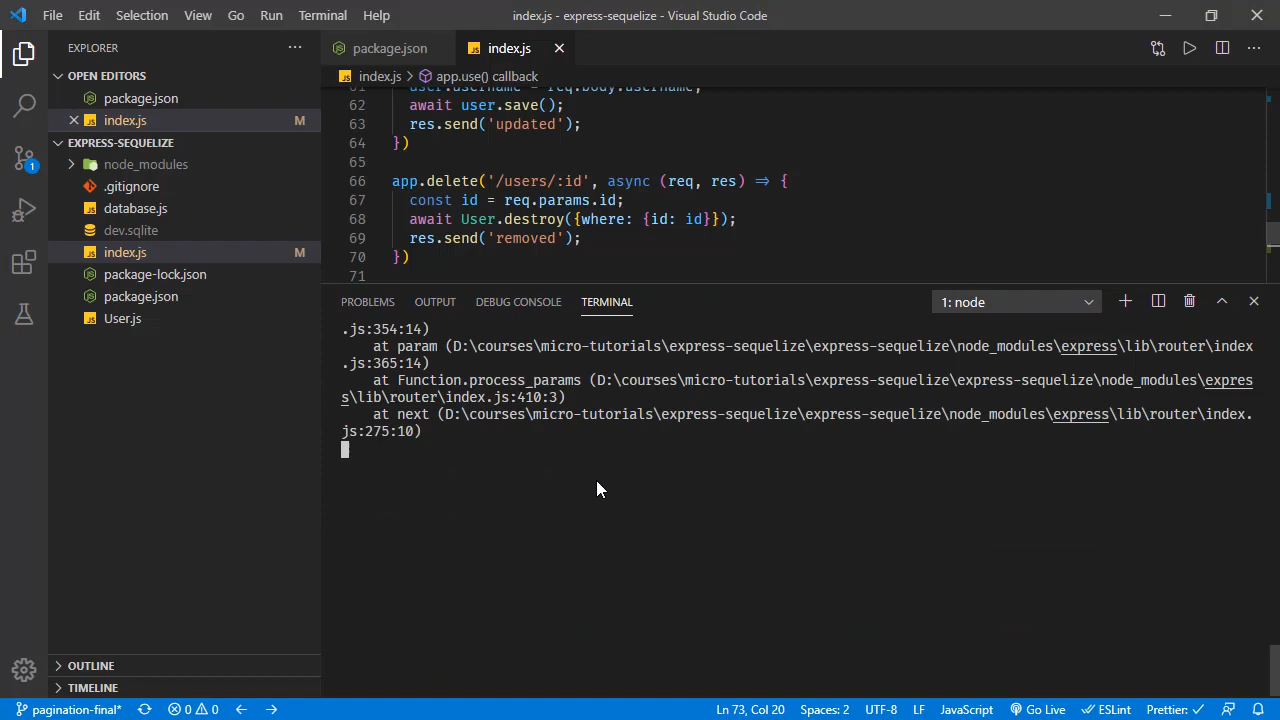 File Edit Selection View Go Run Terminal Help index.js - express-sequelize - Visual Studio Code
EXPLORER
OPEN EDITORS
package.json
index.js M
EXPRESS-SEQUELIZE
node_modules
.gitignore
database.js
dev.sqlite
index.js M
package-lock.json
package.json
User.js
OUTLINE
TIMELINE
package.json index.js
index.js > app.use() callback
61 user.username = req.body.username;
62 await user.save();
63 res.send('updated');
64 })
65
66 app.delete('/users/:id', async (req, res) => {
67 const id = req.params.id;
68 await User.destroy({where: {id: id}});
69 res.send('removed');
70 })
71
PROBLEMS OUTPUT DEBUG CONSOLE TERMINAL 1: node
.js:354:14)
at param (D:\courses\micro-tutorials\express-sequelize\express-sequelize\node_modules\express\lib\router\index
.js:365:14)
at Function.process_params (D:\courses\micro-tutorials\express-sequelize\express-sequelize\node_modules\expres
s\lib\router\index.js:410:3)
at next (D:\courses\micro-tutorials\express-sequelize\express-sequelize\node_modules\express\lib\router\index.
js:275:10)
pagination-final* 0 0 Ln 73, Col 20 Spaces: 2 UTF-8 LF JavaScript Go Live ESLint Prettier: ✓